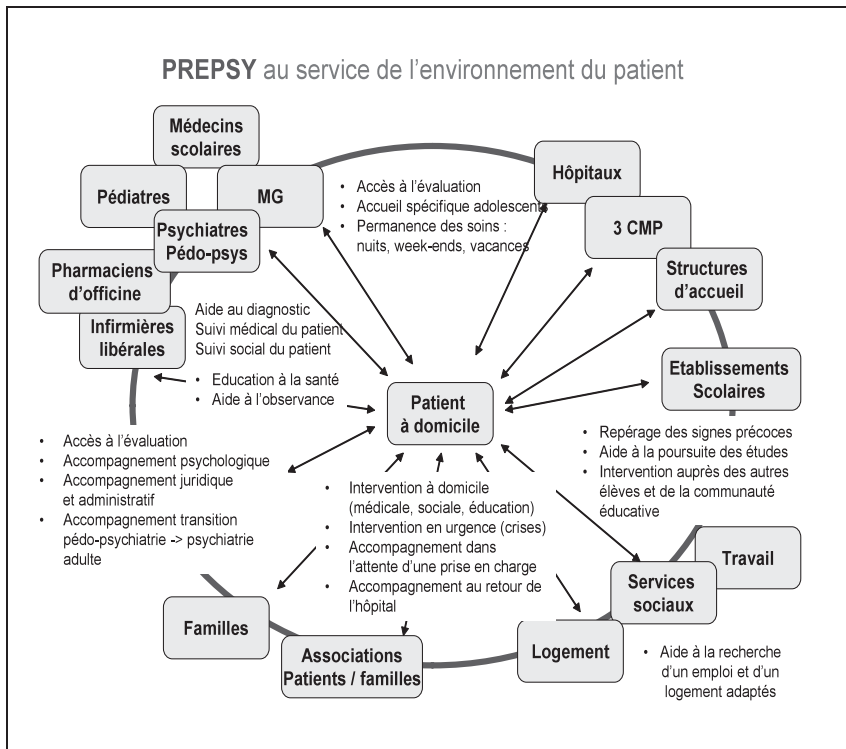 PREPSY au service de l'environnement du patient
Médecins
scolaires
Pédiatres
MG
Psychiatres
Pédo-psys
Pharmaciens
d'officine
Infirmières
libérales
• Accès à l'évaluation
• Accueil spécifique adolescents
• Permanence des soins :
nuits, week-ends, vacances
Hôpitaux
3 CMP
Structures
d'accueil
Etablissements
Scolaires
Aide au diagnostic
Suivi médical du patient
Suivi social du patient
• Education à la santé
• Aide à l'observance
Patient
à domicile
• Accès à l'évaluation
• Accompagnement psychologique
• Accompagnement juridique
et administratif
• Accompagnement transition
pédo-psychiatrie -> psychiatrie
adulte
• Repérage des signes précoces
• Aide à la poursuite des études
• Intervention auprès des autres
élèves et de la communauté
éducative
• Intervention à domicile
(médicale, sociale, éducation)
• Intervention en urgence (crises)
• Accompagnement dans
l'attente d'une prise en charge
• Accompagnement au retour de
l'hôpital
Travail
Services
sociaux
Familles
Associations
Patients / familles
Logement
• Aide à la recherche
d'un emploi et d'un
logement adaptés